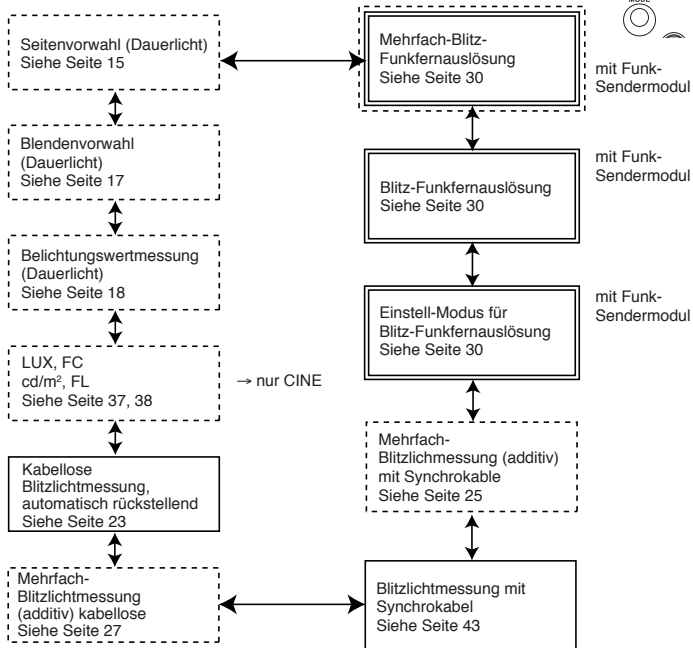 MODE
Seitenvorwahl (Dauerlicht)
Siehe Seite 15
Blendenvorwahl
(Dauerlicht)
Siehe Seite 17
Belichtungswertmessung
(Dauerlicht)
Siehe Seite 18
LUX, FC
cd/m², FL
Siehe Seite 37, 38
→ nur CINE
Kabellose
Blitzlichtmessung,
automatisch rückstellend
Siehe Seite 23
Mehrfach-
Blitzlichtmessung
(additiv) kabellose
Siehe Seite 27
Mehrfach-Blitz-
Funkfernauslösung
Siehe Seite 30
mit Funk-
Sendermodul
Blitz-Funkfernauslösung
Siehe Seite 30
mit Funk-
Sendermodul
Einstell-Modus für
Blitz-Funkfernauslösung
Siehe Seite 30
mit Funk-
Sendermodul
Mehrfach-
Blitzlichmessung (additiv)
mit Synchrokable
Siehe Seite 25
Blitzlichtmessung mit
Synchrokabel
Siehe Seite 43